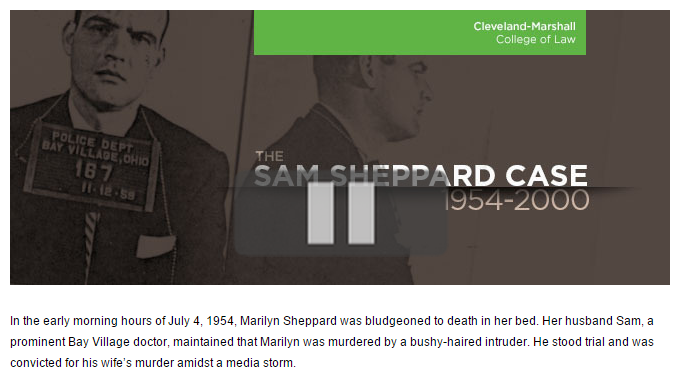 Cleveland-Marshall
College of Law
POLICE DEPT.
BAY VILLAGE, OHIO
187
11-12-59
THE
SAM SHEPPARD CASE
1954-2000
In the early morning hours of July 4, 1954, Marilyn Sheppard was bludgeoned to death in her bed. Her husband Sam, a
prominent Bay Village doctor, maintained that Marilyn was murdered by a bushy-haired intruder. He stood trial and was
convicted for his wife's murder amidst a media storm.